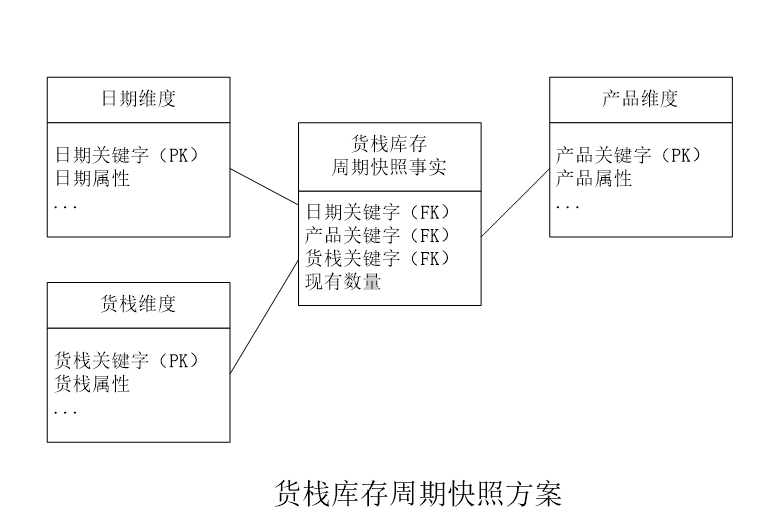 日期维度
日期关键字（PK）
日期属性
...
货栈库存
周期快照事实
日期关键字（FK）
产品关键字（FK）
货栈关键字（FK）
现有数量
产品维度
产品关键字（PK）
产品属性
...
货栈维度
货栈关键字（PK）
货栈属性
...
货栈库存周期快照方案